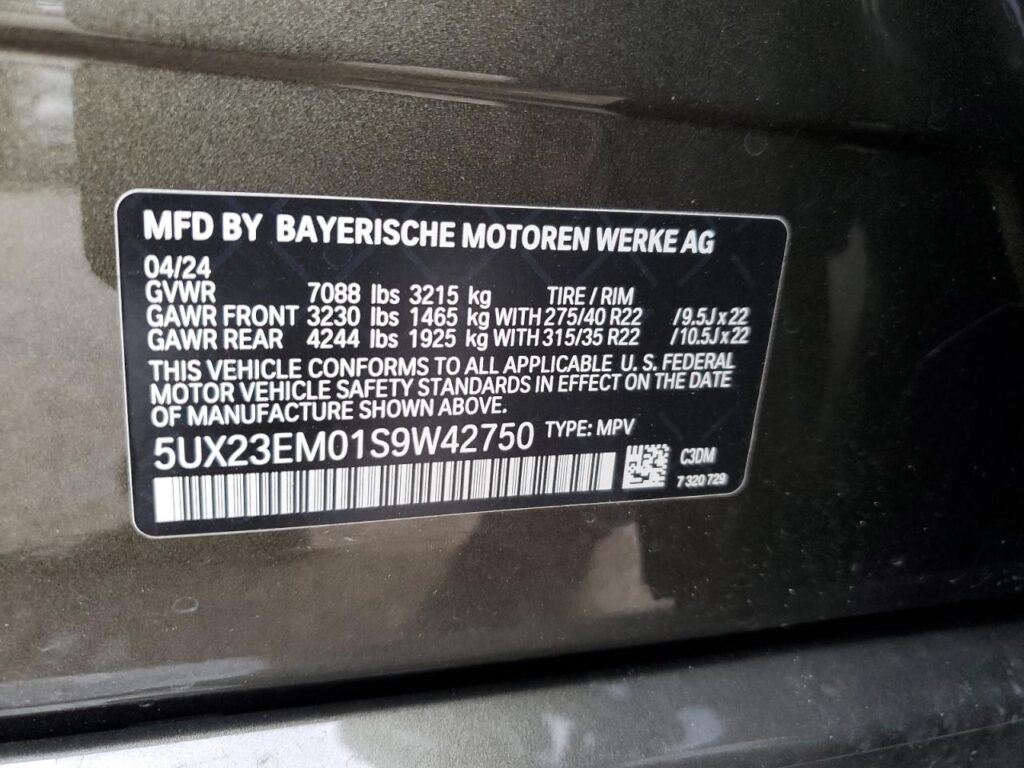 MFD BY BAYERISCHE MOTOREN WERKE AG
04/24
GVWR 7088 lbs 3215 kg TIRE / RIM
GAWR FRONT 3230 lbs 1465 kg WITH 275/40 R22 /9.5J x 22
GAWR REAR 4244 lbs 1925 kg WITH 315/35 R22 /10.5J x 22
THIS VEHICLE CONFORMS TO ALL APPLICABLE U. S. FEDERAL
MOTOR VEHICLE SAFETY STANDARDS IN EFFECT ON THE DATE
OF MANUFACTURE SHOWN ABOVE.
5UX23EM01S9W42750 TYPE: MPV
C3DM
7 320 729